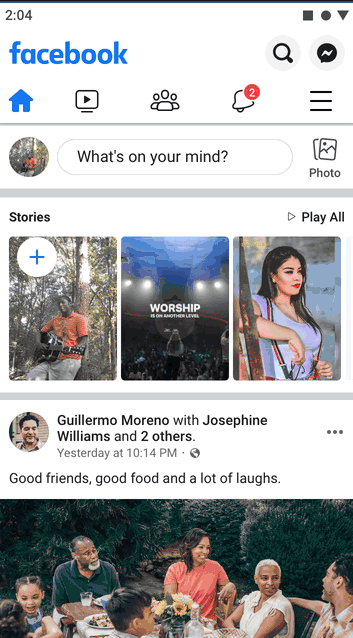 2:04
facebook
2
What's on your mind?
Photo
Stories
Play All
WORSHIP
IS ON ANOTHER LEVEL
Guillermo Moreno with Josephine
Williams and 2 others.
Yesterday at 10:14 PM ·
Good friends, good food and a lot of laughs.